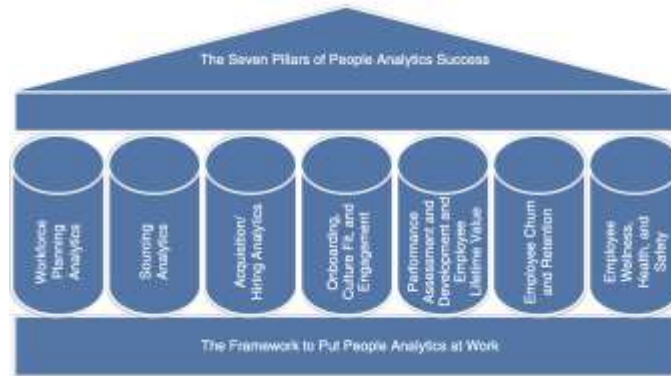 The Seven Pillars of People Analytics Success
Workforce
Planning
Analytics
Sourcing
Analytics
Acquisition/
Hiring Analytics
Onboarding,
Culture Fit, and
Engagement
Performance
Assessment and
Development and
Employee
Lifetime Value
Employee Churn
and Retention
Employee
Wellness,
Health, and
Safety
The Framework to Put People Analytics at Work